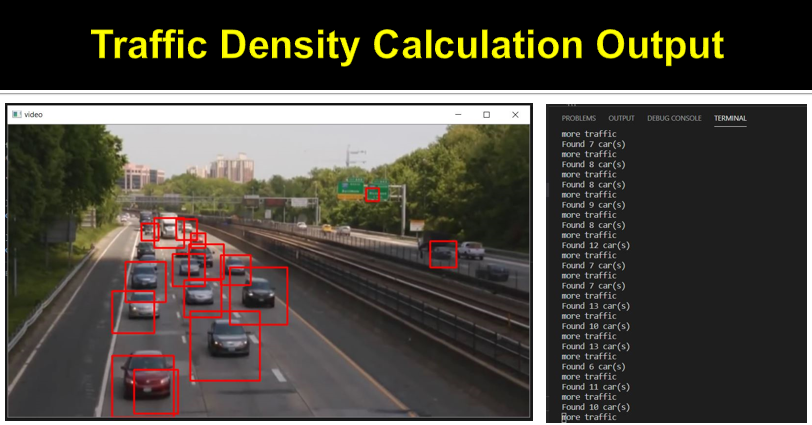 Traffic Density Calculation Output
video
PROBLEMS OUTPUT DEBUG CONSOLE TERMINAL
more traffic
Found 7 car(s)
more traffic
Found 8 car(s)
more traffic
Found 8 car(s)
more traffic
Found 9 car(s)
more traffic
Found 8 car(s)
more traffic
Found 12 car(s)
more traffic
Found 7 car(s)
more traffic
Found 7 car(s)
more traffic
Found 13 car(s)
more traffic
Found 10 car(s)
more traffic
Found 13 car(s)
more traffic
Found 6 car(s)
more traffic
Found 11 car(s)
more traffic
Found 10 car(s)
more traffic